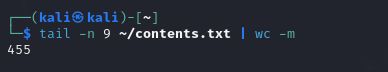 ┌──(kali㉿kali)-[~]
└─$ tail -n 9 ~/contents.txt | wc -m
455